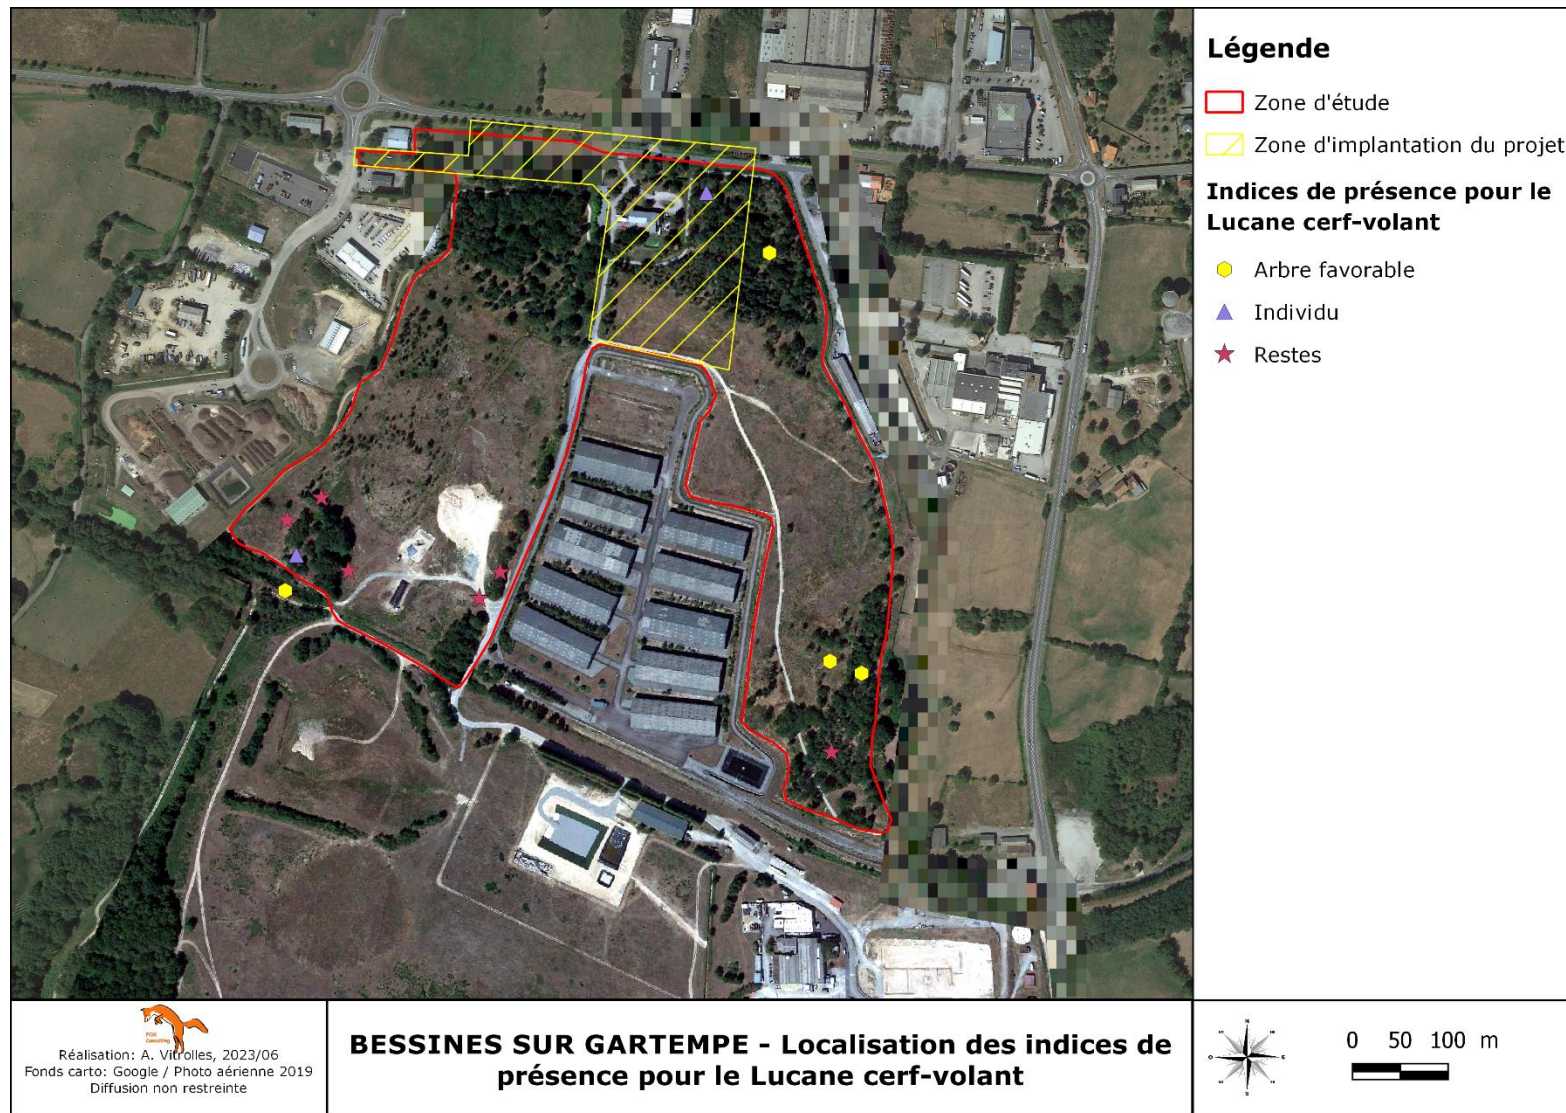 Légende
Zone d'étude
Zone d'implantation du projet
Indices de présence pour le
Lucane cerf-volant
Arbre favorable
Individu
Restes
FOX
Consulting
Réalisation: A. Vitrolles, 2023/06
Fonds carto: Google / Photo aérienne 2019
Diffusion non restreinte
BESSINES SUR GARTEMPE - Localisation des indices de
présence pour le Lucane cerf-volant
N
O
E
S
0 50 100 m